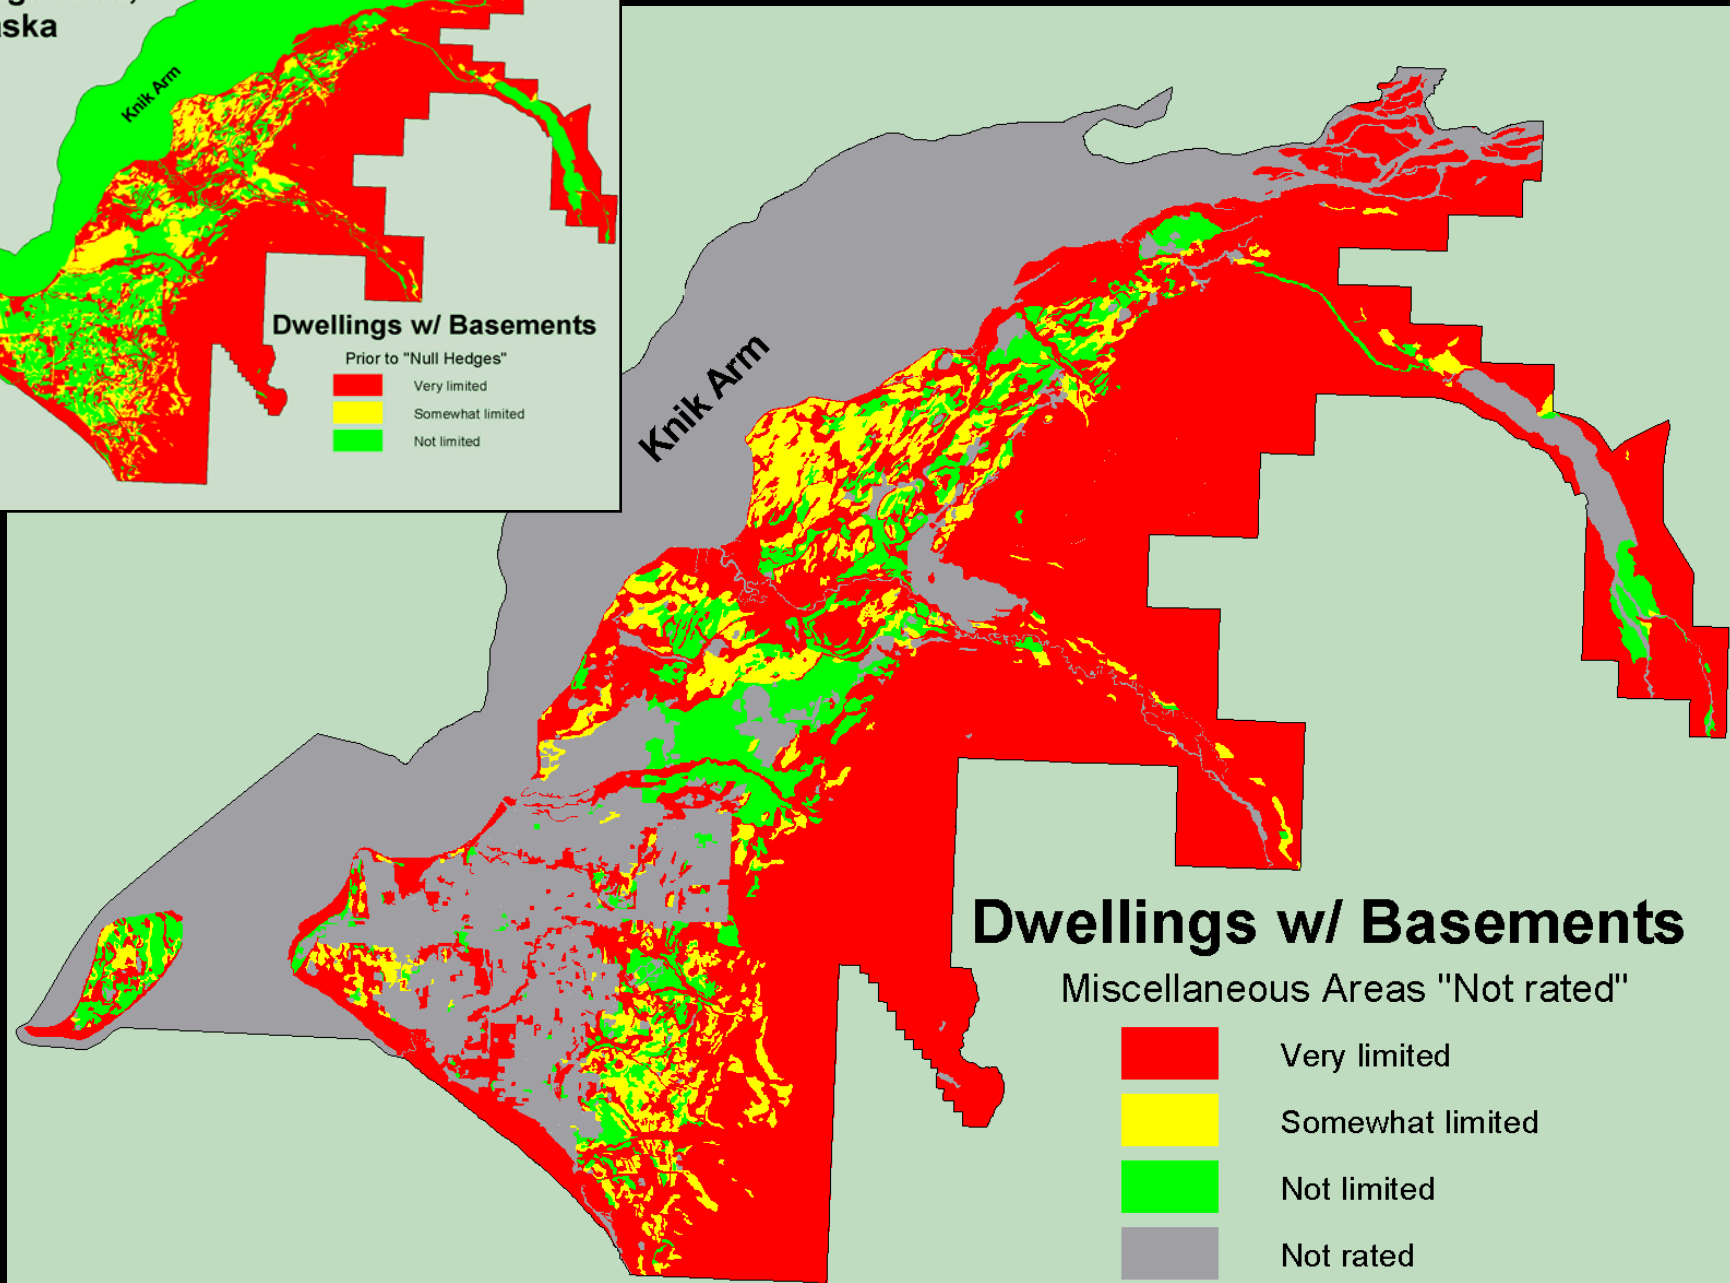 aska
Knik Arm
Dwellings w/ Basements
Prior to "Null Hedges"
Very limited
Somewhat limited
Not limited
Knik Arm
Dwellings w/ Basements
Miscellaneous Areas "Not rated"
Very limited
Somewhat limited
Not limited
Not rated